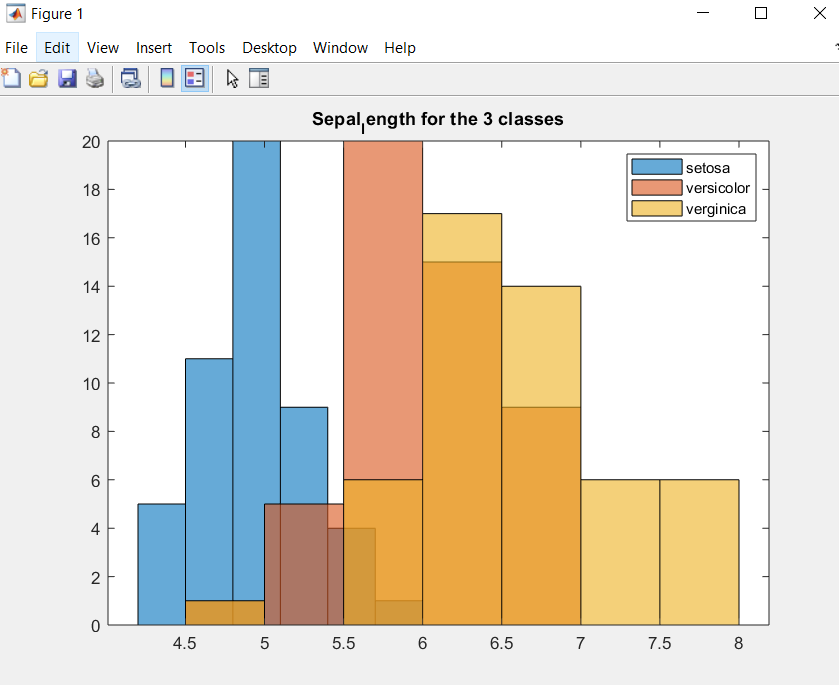 Figure 1
File Edit View Insert Tools Desktop Window Help
Sepallength for the 3 classes
20
18
16
14
12
10
8
6
4
2
0
4.5 5 5.5 6 6.5 7 7.5 8
setosa
versicolor
verginica